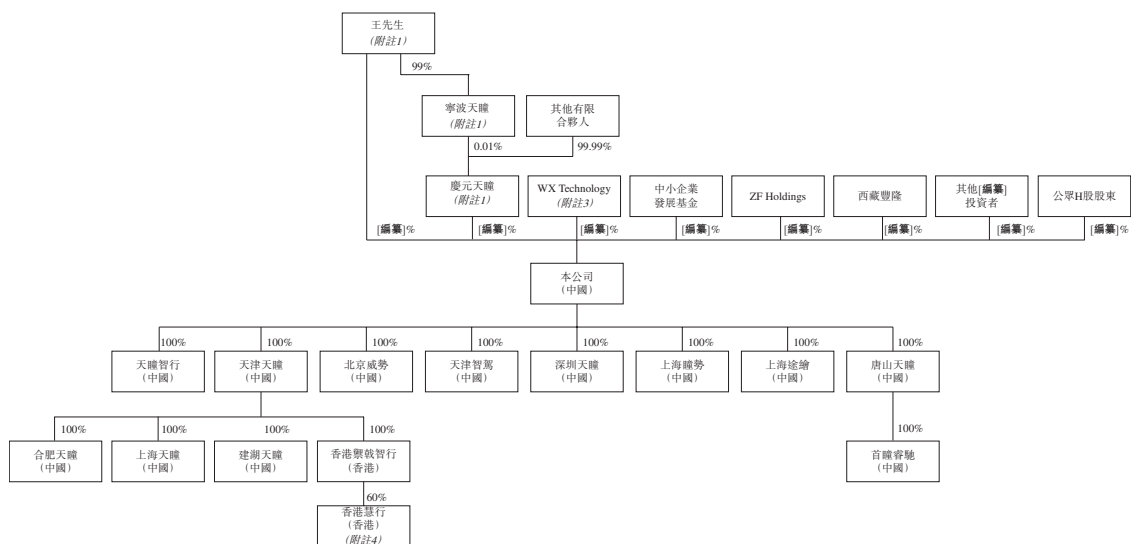 王先生
(附註1)
99%
寧波天瞳
(附註1)
其他有限
合夥人
0.01%
99.99%
慶元天瞳
(附註1)
WX Technology
(附註3)
中小企業
發展基金
ZF Holdings
西藏豐隆
其他[編纂]
投資者
公眾H股股東
[編纂]%
[編纂]%
[編纂]%
[編纂]%
[編纂]%
[編纂]%
[編纂]%
[編纂]%
本公司
(中國)
100%
100%
100%
100%
100%
100%
100%
100%
天瞳智行
(中國)
天津天瞳
(中國)
北京威勢
(中國)
天津智駕
(中國)
深圳天瞳
(中國)
上海瞳勢
(中國)
上海途繪
(中國)
唐山天瞳
(中國)
100%
100%
100%
100%
100%
合肥天瞳
(中國)
上海天瞳
(中國)
建湖天瞳
(中國)
香港禦戟智行
(香港)
首瞳睿馳
(中國)
60%
香港慧行
(香港)
(附註4)